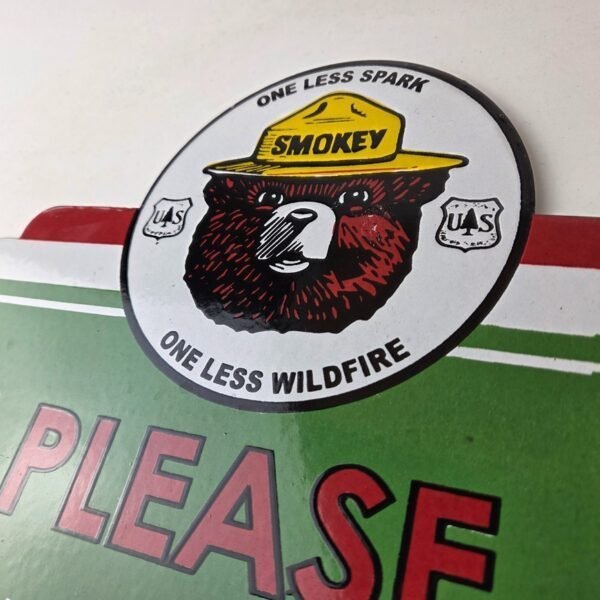 ONE LESS SPARK
SMOKEY
U S
U S
ONE LESS WILDFIRE
PLEASE